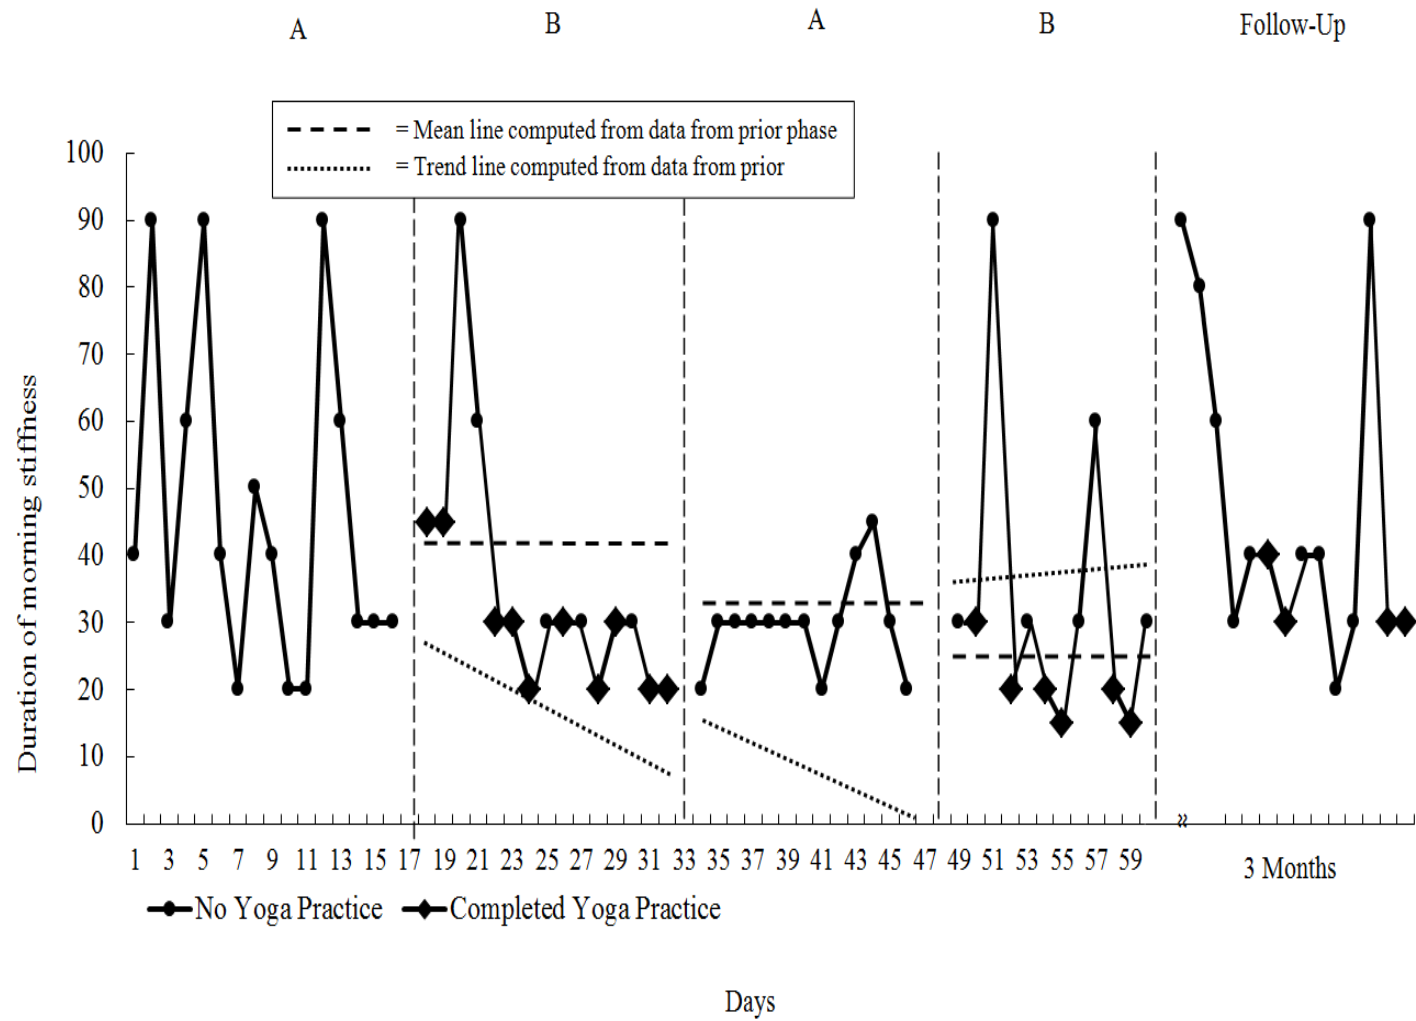 A B A B Follow-Up
= Mean line computed from data from prior phase
= Trend line computed from data from prior
100
90
80
70
60
50
40
30
20
10
0
Duration of morning stiffness
1 3 5 7 9 11 13 15 17 19 21 23 25 27 29 31 33 35 37 39 41 43 45 47 49 51 53 55 57 59
3 Months
No Yoga Practice Completed Yoga Practice
Days